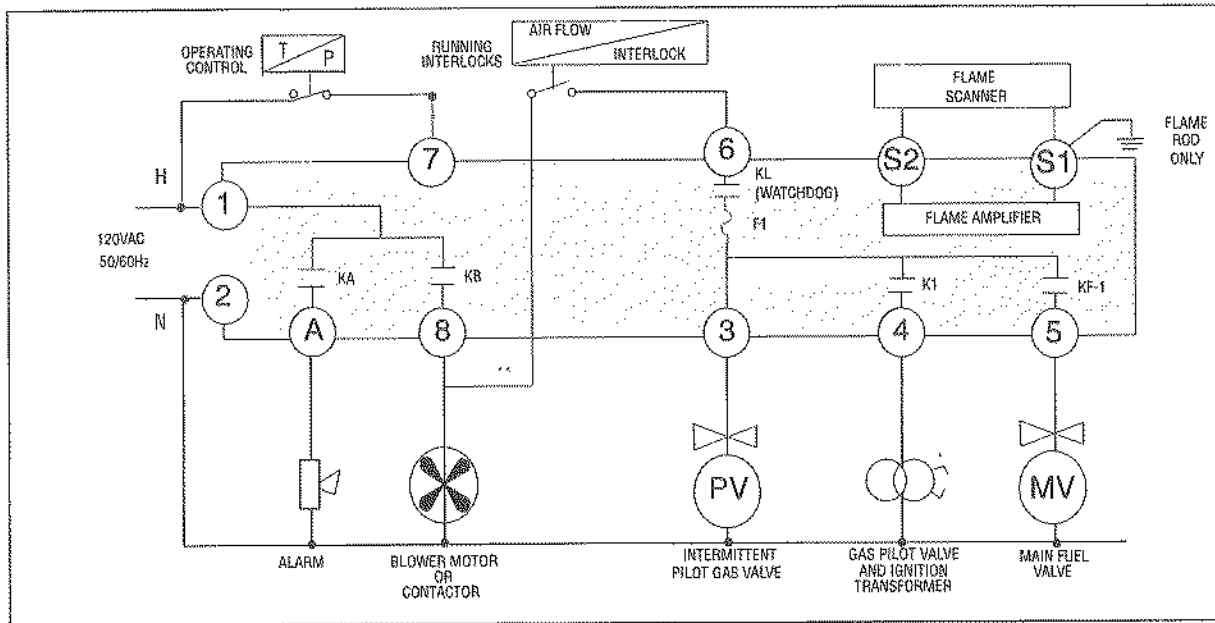 OPERATING
CONTROL
T
P
RUNNING
INTERLOCKS
AIR FLOW
INTERLOCK
FLAME
SCANNER
FLAME
ROD
ONLY
7
6
S2
S1
KL
(WATCHDOG)
F1
FLAME AMPLIFIER
H
1
120VAC
50/60Hz
2
N
KA
KB
K1
KF-1
A
8
3
4
5
PV
MV
ALARM
BLOWER MOTOR
OR
CONTACTOR
INTERMITTENT
PILOT GAS VALVE
GAS PILOT VALVE
AND IGNITION
TRANSFORMER
MAIN FUEL
VALVE